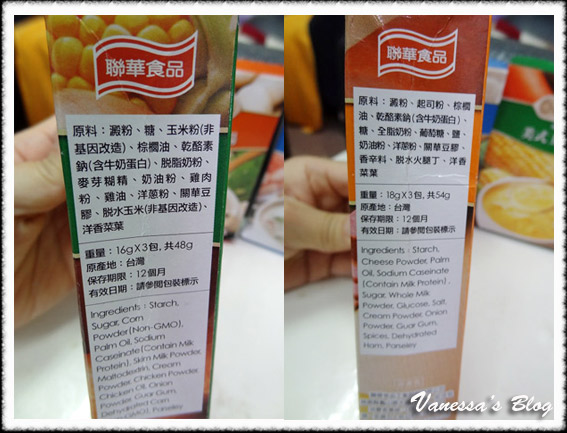 聯華食品
原料：澱粉、糖、玉米粉(非
基因改造)、棕櫚油、乾酪素
鈉(含牛奶蛋白)、脫脂奶粉、
麥芽糊精、奶油粉、雞肉
粉、雞油、洋蔥粉、關華豆
膠、脫水玉米(非基因改造)、
洋香菜葉
重量：16gX3包,共48g
原產地：台灣
保存期限：12個月
有效日期：請參閱包裝標示
Ingredients：Starch,
Sugar, Corn
Powder(Non-GMO),
Palm Oil, Sodium
Caseinate(Contain Milk
Protein), Skim Milk Powder,
Maltodextrin, Cream
Powder, Chicken Powder,
Chicken Oil, Onion
Powder, Guar Gum,
Dehydrated Corn
聯華食品
原料：澱粉、起司粉、棕櫚
油、乾酪素鈉(含牛奶蛋白)、
糖、全脂奶粉、葡萄糖、鹽、
奶油粉、洋蔥粉、關華豆膠、
香辛料、脫水火腿丁、洋香
菜葉
重量：18gX3包,共54g
原產地：台灣
保存期限：12個月
有效日期：請參閱包裝標示
Ingredients：Starch,
Cheese Powder, Palm
Oil, Sodium Caseinate
(Contain Milk Protein),
Sugar, Whole Milk
Powder, Glucose, Salt,
Cream Powder, Onion
Powder, Guar Gum,
Spices, Dehydrated
Ham, Parseley
Vanessa's Blog